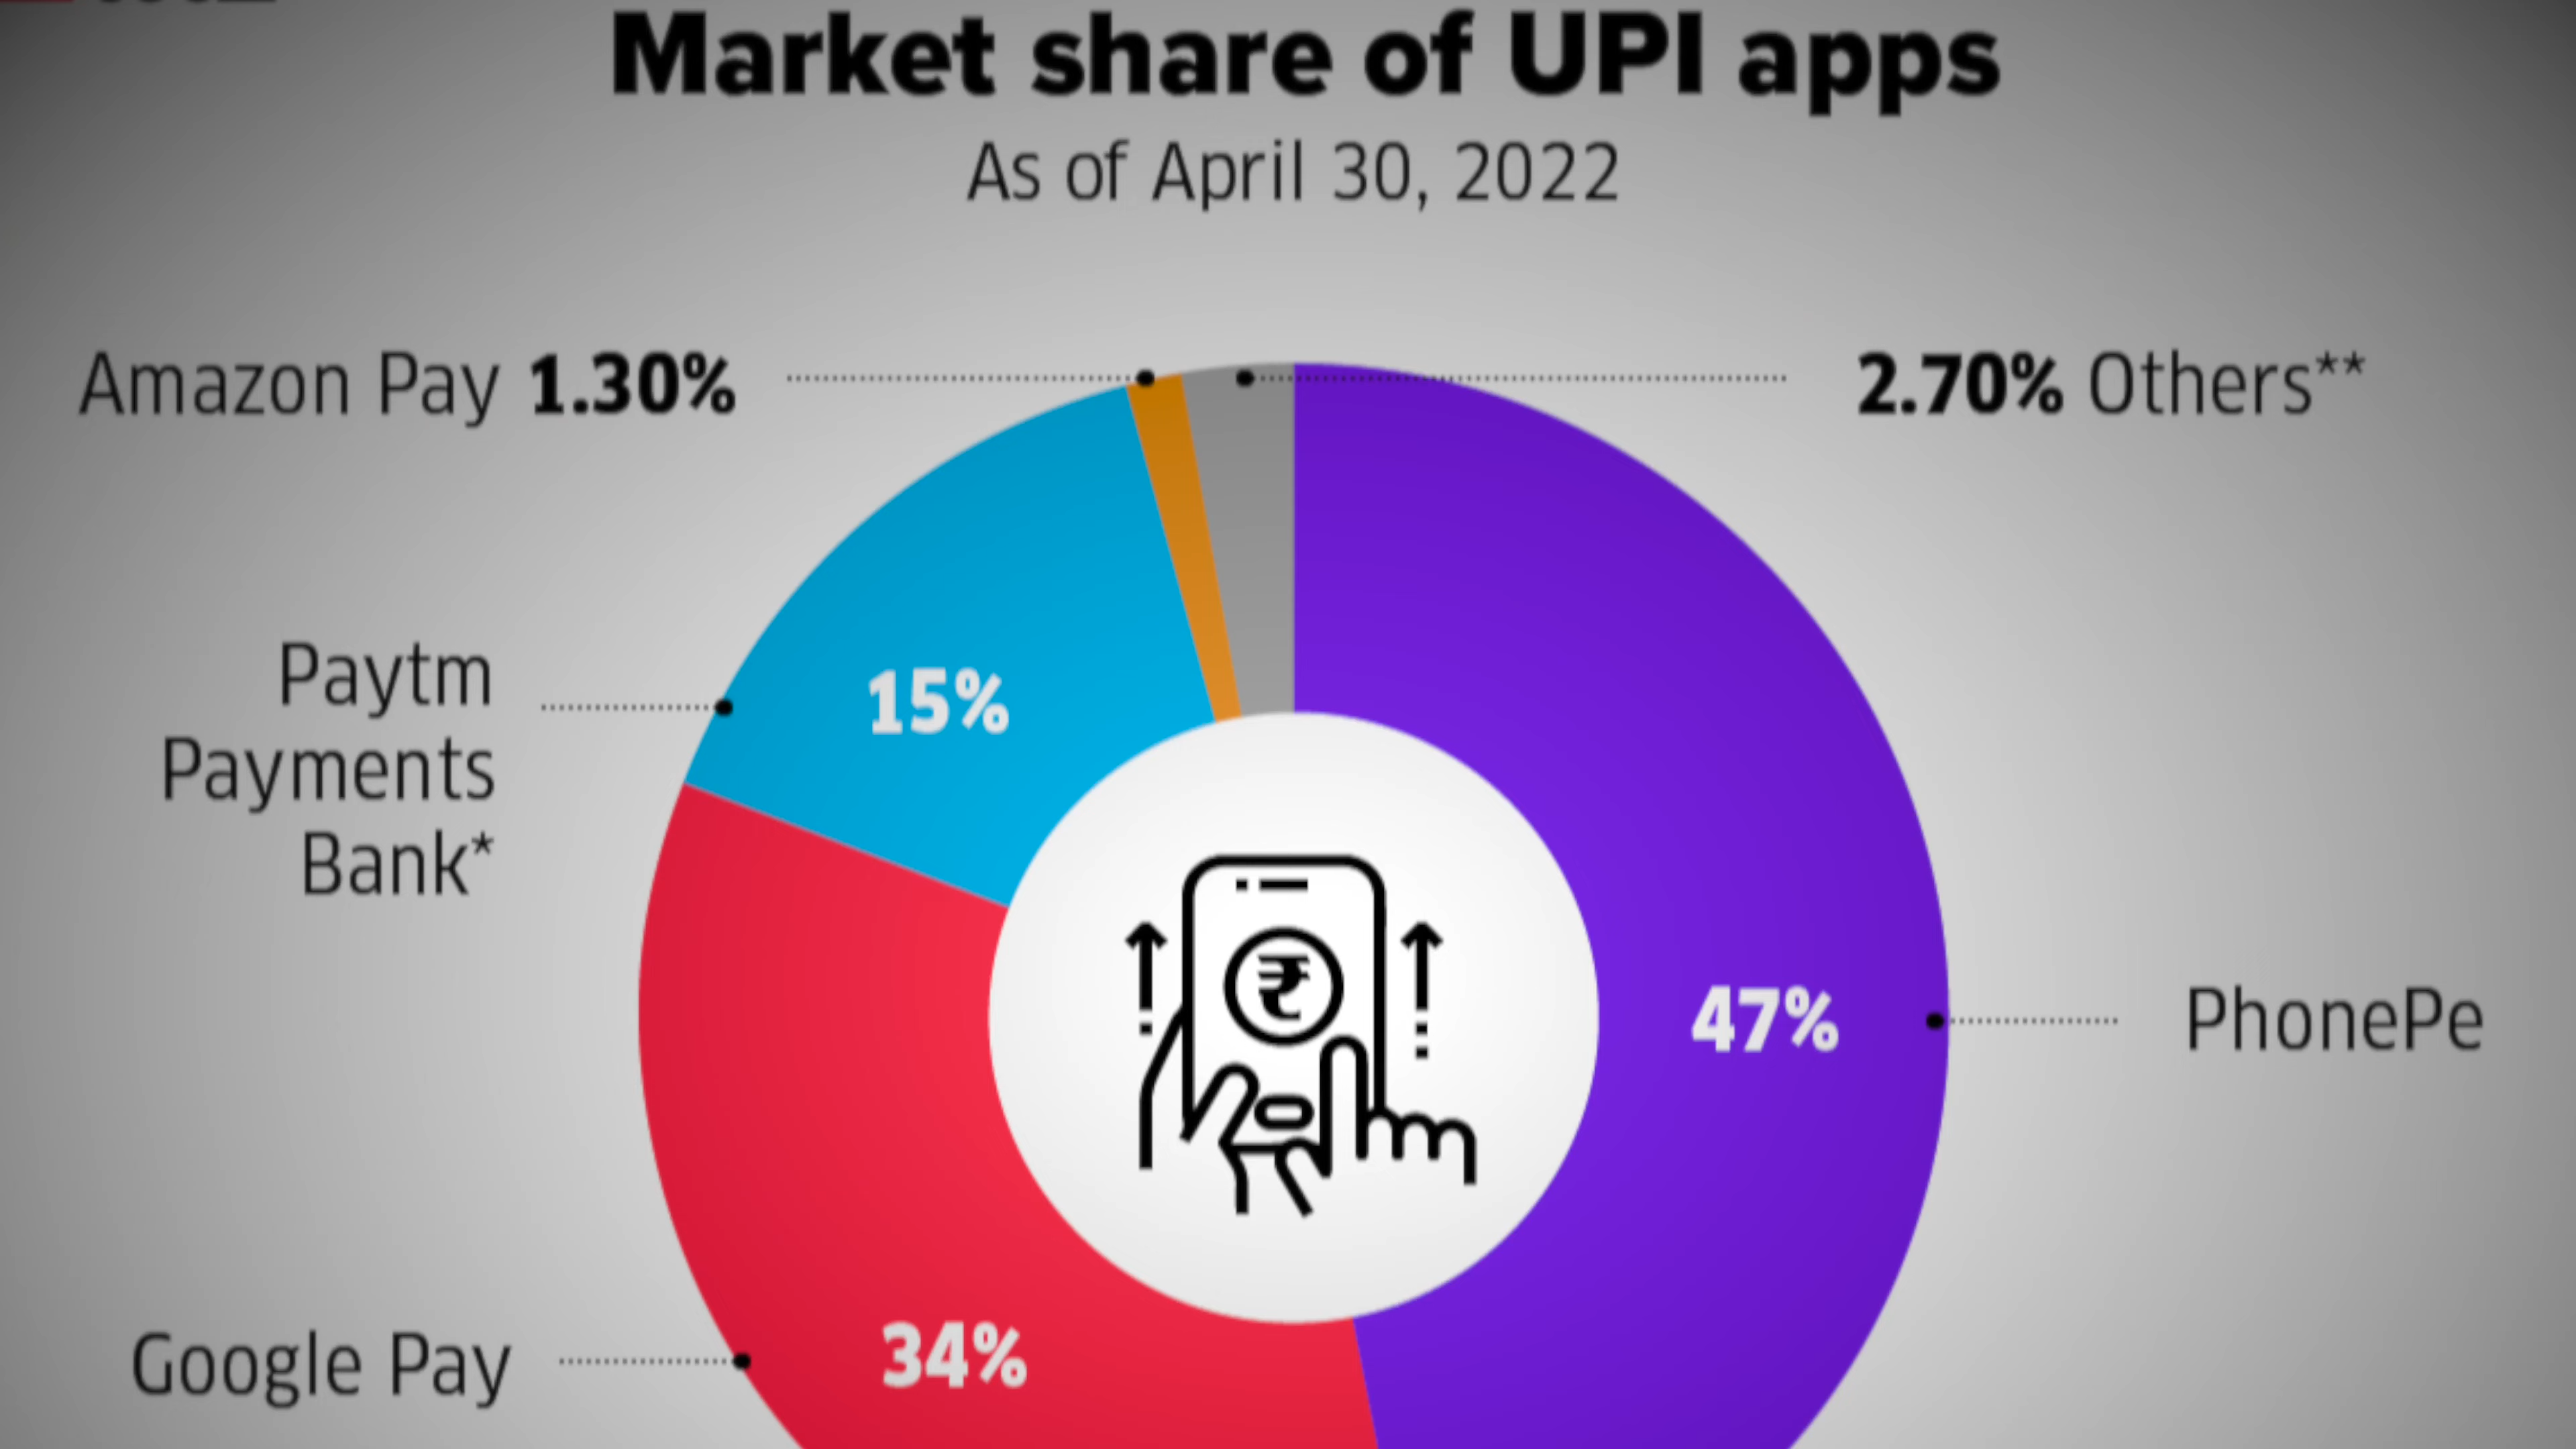 Market share of UPI apps
As of April 30, 2022
Amazon Pay 1.30%
2.70% Others**
Paytm
Payments
Bank*
15%
47%
PhonePe
₹
Google Pay
34%